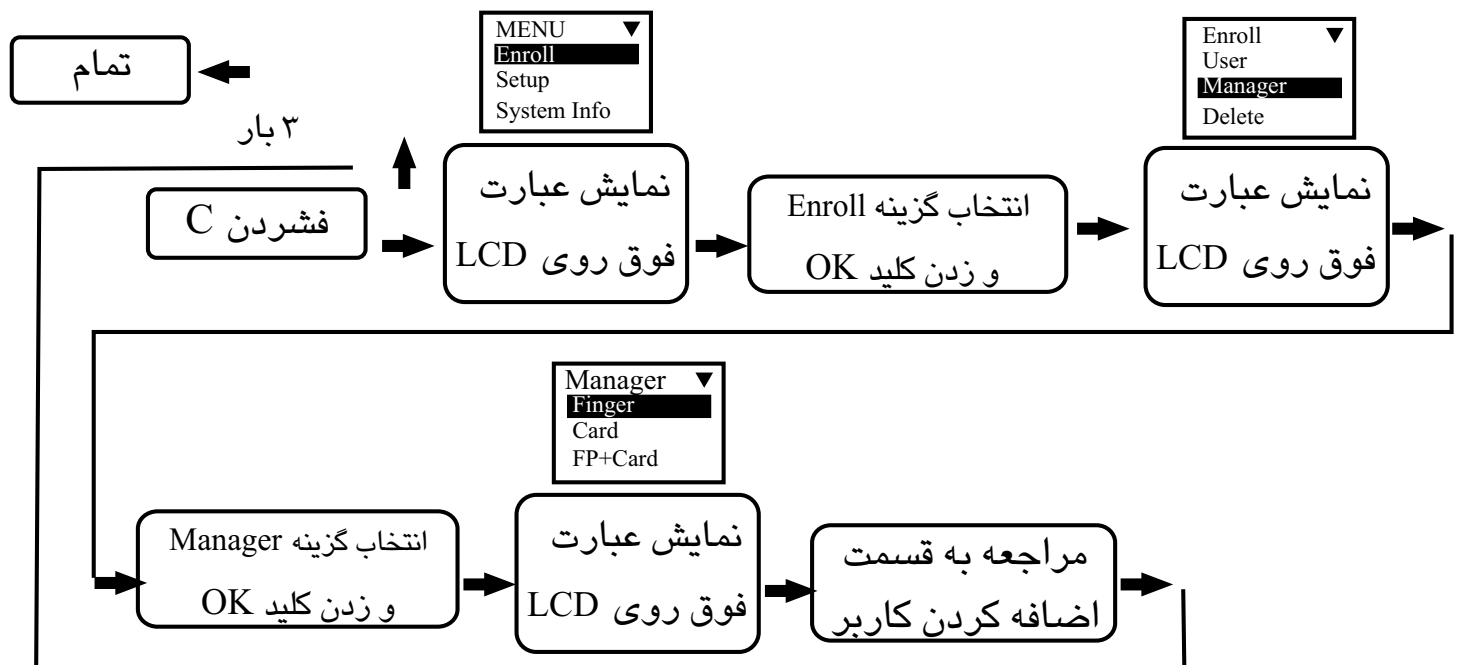 MENU ▼
Enroll
Setup
System Info
Enroll ▼
User
Manager
Delete
تمام
۳ بار
فشردن C
نمایش عبارت
فوق روی LCD
انتخاب گزینه Enroll
و زدن کلید OK
نمایش عبارت
فوق روی LCD
Manager ▼
Finger
Card
FP+Card
انتخاب گزینه Manager
و زدن کلید OK
نمایش عبارت
فوق روی LCD
مراجعه به قسمت
اضافه کردن کاربر